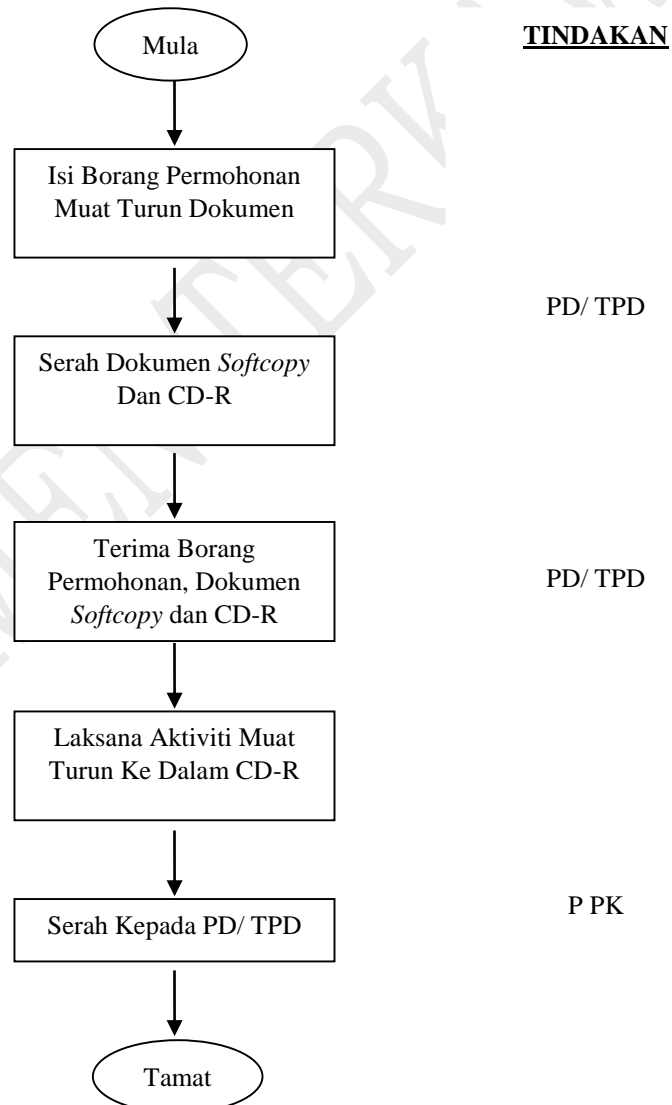 Mula
TINDAKAN
Isi Borang Permohonan
Muat Turun Dokumen
PD/ TPD
Serah Dokumen Softcopy
Dan CD-R
Terima Borang
Permohonan, Dokumen
Softcopy dan CD-R
PD/ TPD
Laksana Aktiviti Muat
Turun Ke Dalam CD-R
P PK
Serah Kepada PD/ TPD
Tamat